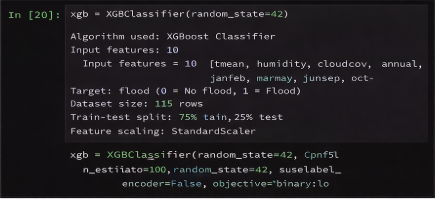 In [20]: xgb = XGBClassifier(random_state=42)
Algorithm used: XGBoost Classifier
Input features: 10
Input features = 10 [tmean, humidity, cloudcov, annual,
janfeb, marmay, junsep, oct-
Target: flood (0 = No flood, 1 = Flood)
Dataset size: 115 rows
Train-test split: 75% tain,25% test
Feature scaling: StandardScaler
xgb = XGBClassifier(random_state=42, Cpnf5l
n_estiiato=100,random_state=42, suselabel_
encoder=False, objective="binary:lo